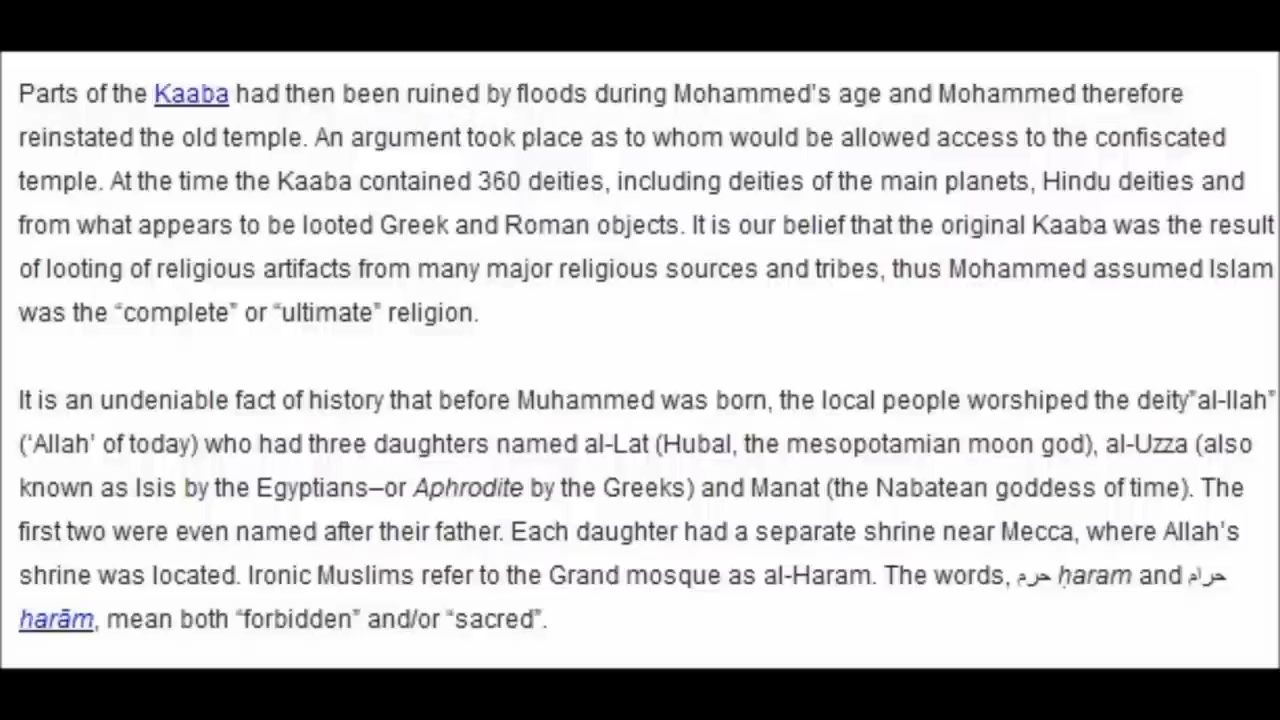 Parts of the Kaaba had then been ruined by floods during Mohammed's age and Mohammed therefore
reinstated the old temple. An argument took place as to whom would be allowed access to the confiscated
temple. At the time the Kaaba contained 360 deities, including deities of the main planets, Hindu deities and
from what appears to be looted Greek and Roman objects. It is our belief that the original Kaaba was the result
of looting of religious artifacts from many major religious sources and tribes, thus Mohammed assumed Islam
was the “complete” or “ultimate” religion.
It is an undeniable fact of history that before Muhammed was born, the local people worshiped the deity”al-Ilah”
(‘Allah’ of today) who had three daughters named al-Lat (Hubal, the mesopotamian moon god), al-Uzza (also
known as Isis by the Egyptians–or Aphrodite by the Greeks) and Manat (the Nabatean goddess of time). The
first two were even named after their father. Each daughter had a separate shrine near Mecca, where Allah’s
shrine was located. Ironic Muslims refer to the Grand mosque as al-Haram. The words, حرم ḥaram and حرام
harām, mean both “forbidden” and/or “sacred”.